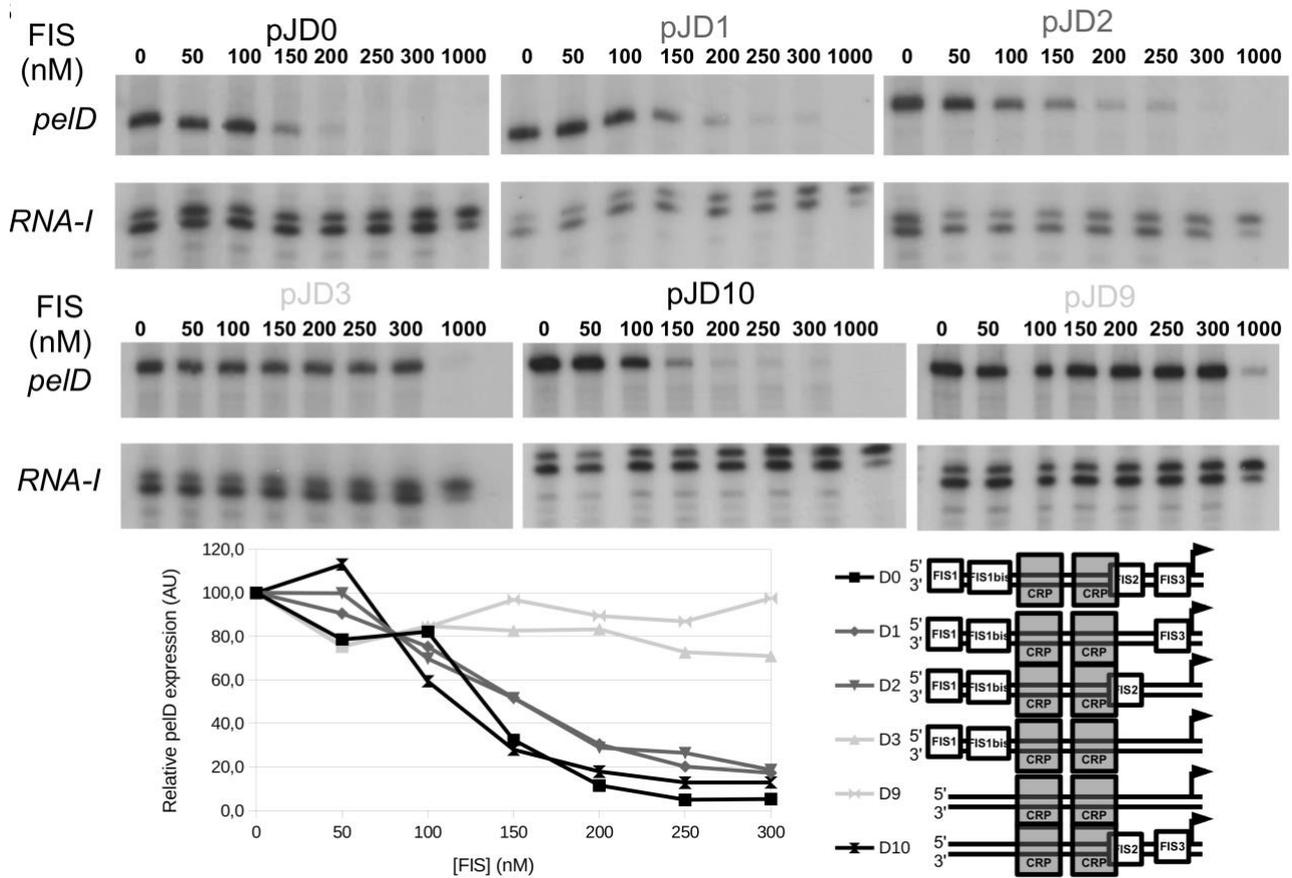 pJD0 pJD1 pJD2
FIS (nM) 0 50 100 150 200 250 300 1000 0 50 100 150 200 250 300 1000 0 50 100 150 200 250 300 1000
pelD
RNA-I
pJD3 pJD10 pJD9
FIS (nM) 0 50 100 150 200 250 300 1000 0 50 100 150 200 250 300 1000 0 50 100 150 200 250 300 1000
pelD
RNA-I
Relative pelD expression (AU)
120,0
100,0
80,0
60,0
40,0
20,0
0,0
0 50 100 150 200 250 300
[FIS] (nM)
D0 5' 3' FIS1 FIS1bis CRP CRP FIS2 FIS3
D1 5' 3' FIS1 FIS1bis CRP CRP FIS3
D2 5' 3' FIS1 FIS1bis CRP CRP FIS2
D3 5' 3' FIS1 FIS1bis CRP CRP
D9 5' 3' CRP CRP
D10 5' 3' CRP CRP FIS2 FIS3